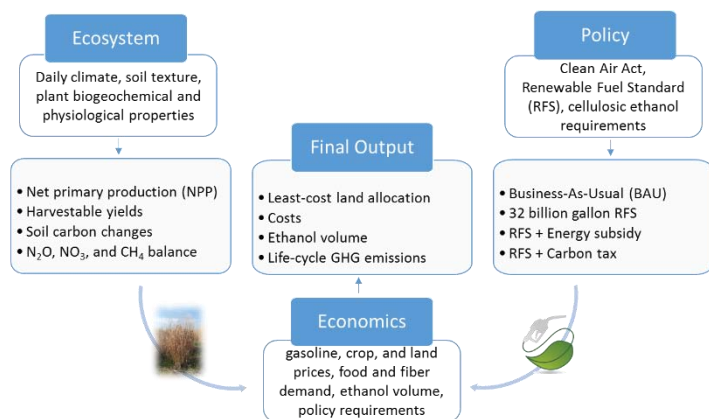 Ecosystem
Daily climate, soil texture,
plant biogeochemical and
physiological properties
• Net primary production (NPP)
• Harvestable yields
• Soil carbon changes
• N₂O, NO₃, and CH₄ balance
Final Output
• Least-cost land allocation
• Costs
• Ethanol volume
• Life-cycle GHG emissions
Policy
Clean Air Act,
Renewable Fuel Standard
(RFS), cellulosic ethanol
requirements
• Business-As-Usual (BAU)
• 32 billion gallon RFS
• RFS + Energy subsidy
• RFS + Carbon tax
Economics
gasoline, crop, and land
prices, food and fiber
demand, ethanol volume,
policy requirements